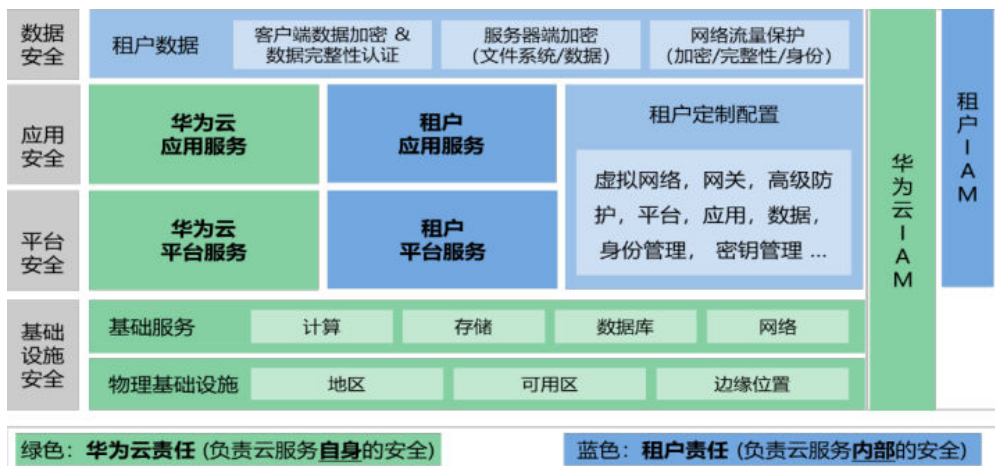 数据
安全
租户数据
客户端数据加密 &
数据完整性认证
服务器端加密
(文件系统/数据)
网络流量保护
(加密/完整性/身份)
应用
安全
华为云
应用服务
租户
应用服务
租户定制配置
虚拟网络，网关，高级防
护，平台，应用，数据，
身份管理， 密钥管理 ...
平台
安全
华为云
平台服务
租户
平台服务
基础
设施
安全
基础服务
计算
存储
数据库
网络
物理基础设施
地区
可用区
边缘位置
华为云IAM
租户IAM
绿色：华为云责任 (负责云服务自身的安全)
蓝色：租户责任 (负责云服务内部的安全)